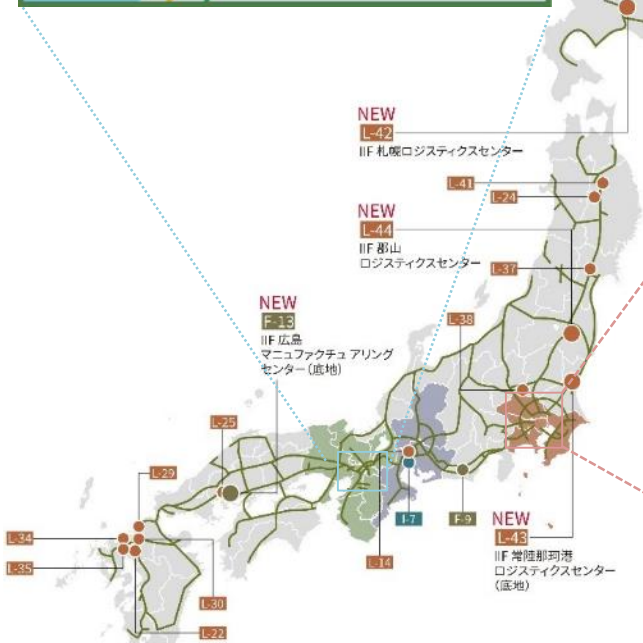 NEW
L-42
IIF 札幌ロジスティクスセンター
L-41
L-24
NEW
L-44
IIF 郡山
ロジスティクスセンター
L-37
NEW
F-13
IIF 広島
マニュファクチュアリング
センター(底地)
L-38
L-25
L-29
L-34
L-35
L-30
L-22
L-14
I-7
F-9
NEW
L-43
IIF 常陸那珂港
ロジスティクスセンター
(底地)